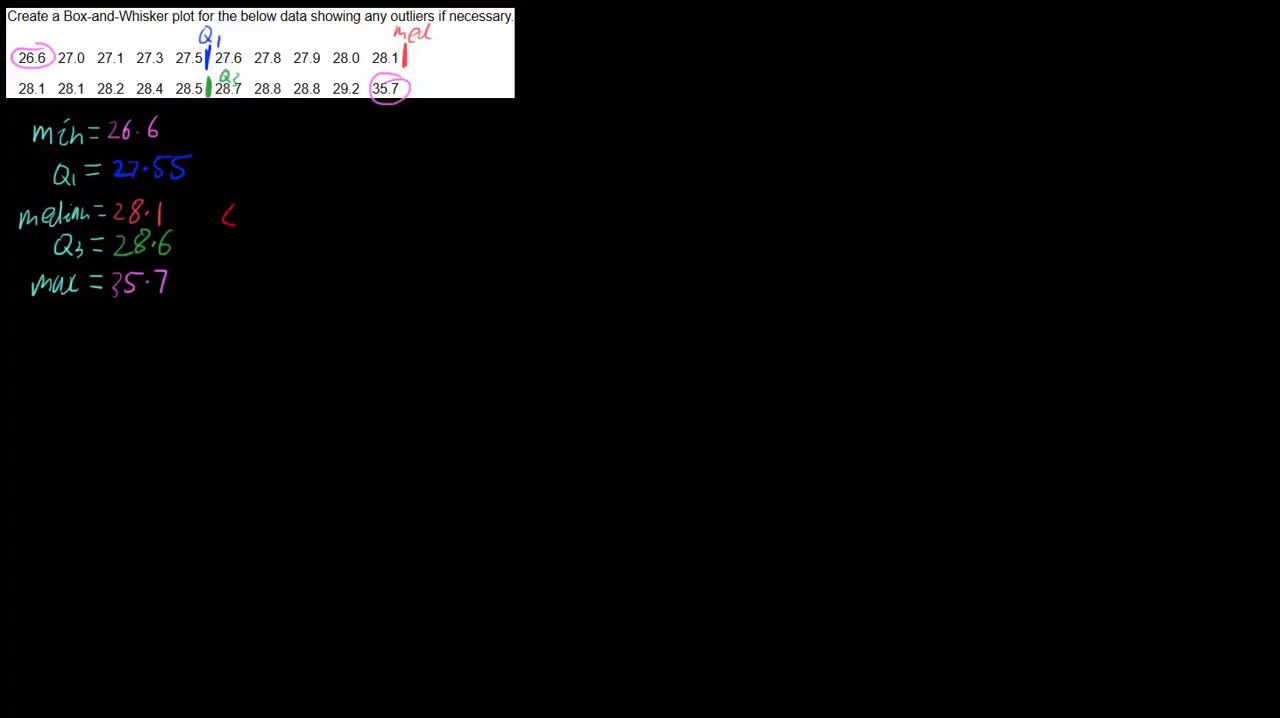 Create a Box-and-Whisker plot for the below data showing any outliers if necessary.
Q1 med
26.6 27.0 27.1 27.3 27.5 27.6 27.8 27.9 28.0 28.1
Q3
28.1 28.1 28.2 28.4 28.5 28.7 28.8 28.8 29.2 35.7
min = 26.6
Q1 = 27.55
median = 28.1
Q3 = 28.6
max = 35.7